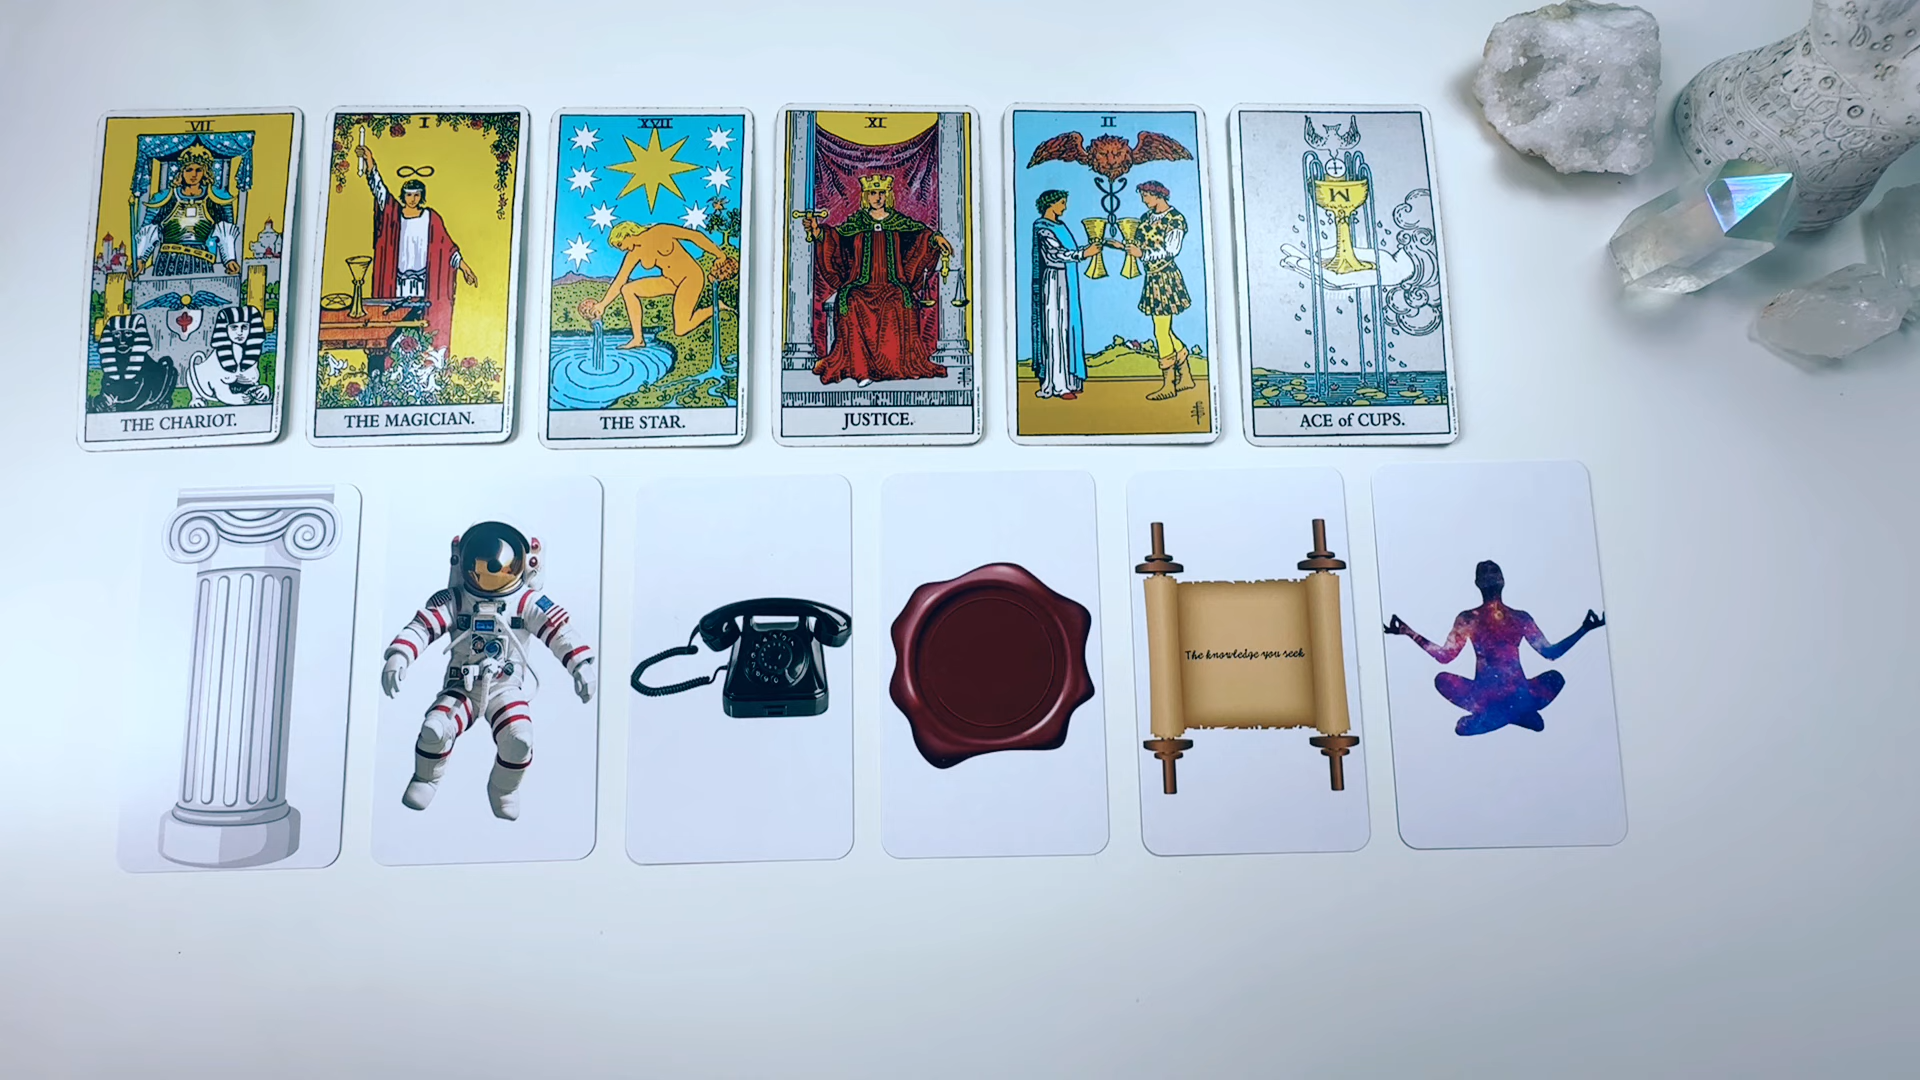 VII
I
XVII
XI
II
THE CHARIOT.
THE MAGICIAN.
THE STAR.
JUSTICE.
ACE of CUPS.
The knowledge you seek